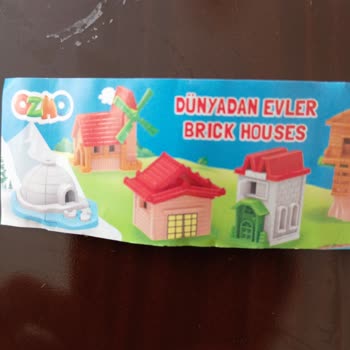 OZMO
DÜNYADAN EVLER
BRICK HOUSES